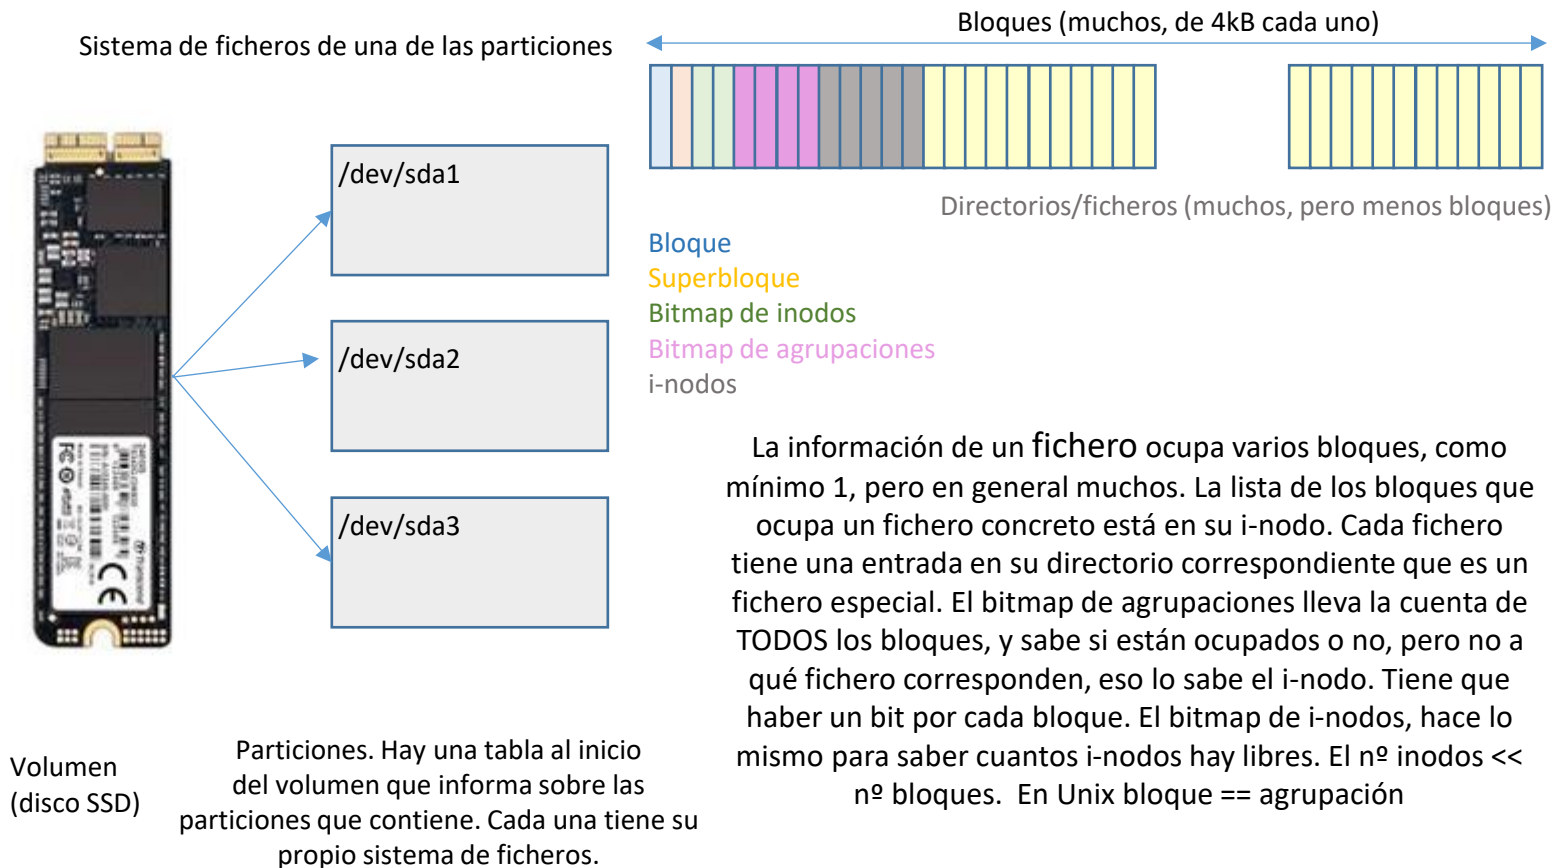 Sistema de ficheros de una de las particiones
Bloques (muchos, de 4kB cada uno)
/dev/sda1
/dev/sda2
/dev/sda3
Directorios/ficheros (muchos, pero menos bloques)
Bloque
Superbloque
Bitmap de inodos
Bitmap de agrupaciones
i-nodos
La información de un fichero ocupa varios bloques, como
mínimo 1, pero en general muchos. La lista de los bloques que
ocupa un fichero concreto está en su i-nodo. Cada fichero
tiene una entrada en su directorio correspondiente que es un
fichero especial. El bitmap de agrupaciones lleva la cuenta de
TODOS los bloques, y sabe si están ocupados o no, pero no a
qué fichero corresponden, eso lo sabe el i-nodo. Tiene que
haber un bit por cada bloque. El bitmap de i-nodos, hace lo
mismo para saber cuantos i-nodos hay libres. El nº inodos <<
nº bloques.  En Unix bloque == agrupación
Transcend
FC
CE
Volumen
(disco SSD)
Particiones. Hay una tabla al inicio
del volumen que informa sobre las
particiones que contiene. Cada una tiene su
propio sistema de ficheros.